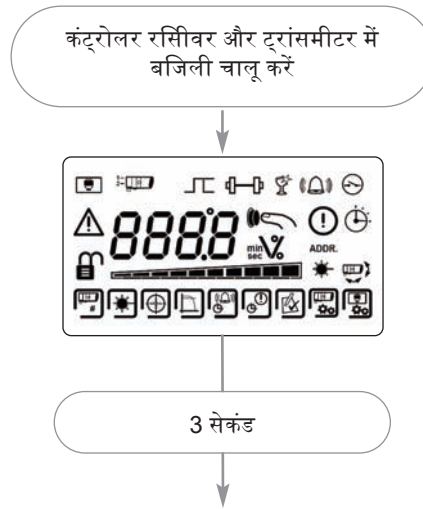 कंट्रोलर रसिीवर और ट्रांसमीटर में
बजिली चालू करें
888.8°
min
sec
%
ADDR.
#
3 सेकंड